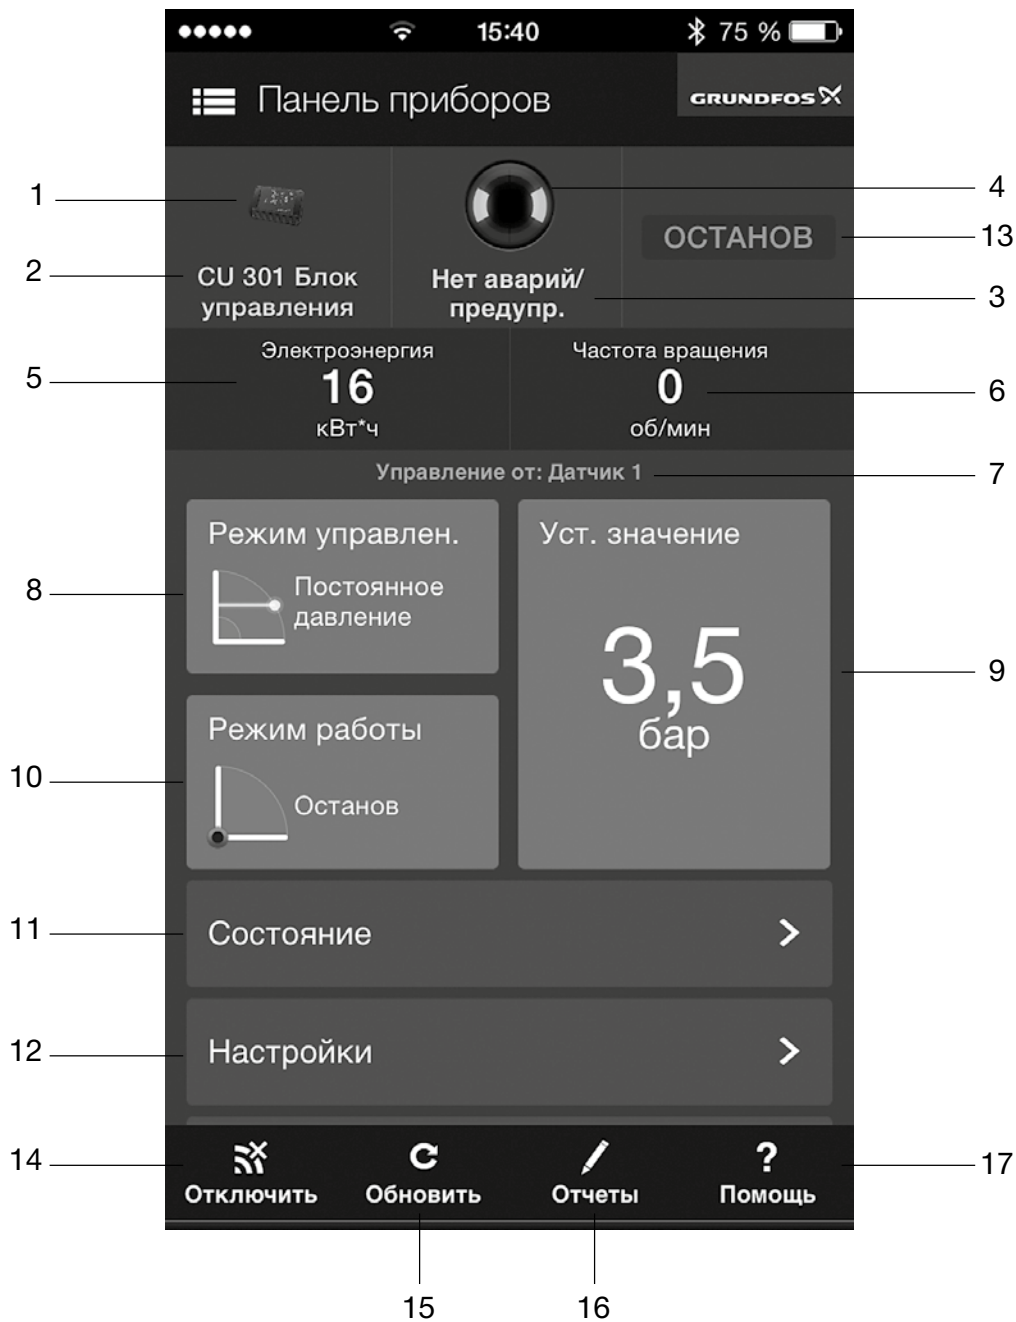 15:40
75 %
Панель приборов
GRUNDFOS
1
4
ОСТАНОВ
13
2
CU 301 Блок
управления
Нет аварий/
предупр.
3
Электроэнергия
Частота вращения
5
16
0
6
кВт*ч
об/мин
Управление от: Датчик 1
7
Режим управлен.
Уст. значение
8
Постоянное
давление
3,5
бар
9
Режим работы
10
Останов
11
Состояние
12
Настройки
14
17
Отключить
Обновить
Отчеты
? Помощь
15
16